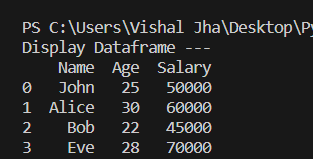 PS C:\Users\Vishal Jha\Desktop\Py
Display Dataframe ---
Name Age Salary
0 John 25 50000
1 Alice 30 60000
2 Bob 22 45000
3 Eve 28 70000